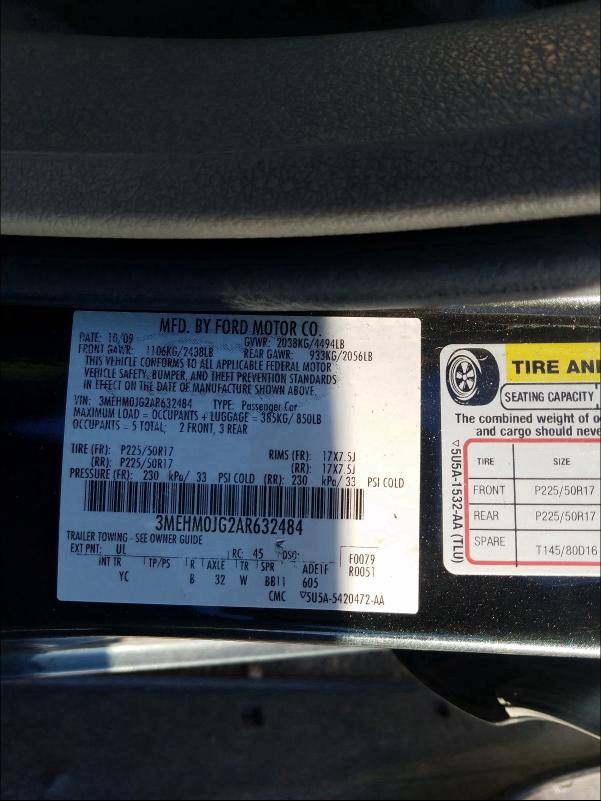 MFD. BY FORD MOTOR CO.
DATE: 10/09 GVWR: 2038KG/4494LB
FRONT GAWR: 1106KG/2438LB REAR GAWR: 933KG/2056LB
THIS VEHICLE CONFORMS TO ALL APPLICABLE FEDERAL MOTOR
VEHICLE SAFETY, BUMPER, AND THEFT PREVENTION STANDARDS
IN EFFECT ON THE DATE OF MANUFACTURE SHOWN ABOVE.
VIN: 3MEHM0JG2AR632484 TYPE: Passenger Car
MAXIMUM LOAD = OCCUPANTS + LUGGAGE = 385KG/ 850LB
OCCUPANTS = 5 TOTAL: 2 FRONT, 3 REAR
TIRE (FR): P225/50R17 RIMS (FR): 17X7.5J
(RR): P225/50R17 (RR): 17X7.5J
PRESSURE (FR): 230 kPa/ 33 PSI COLD (RR): 230 kPa/ 33 PSI COLD
3MEHM0JG2AR632484
TRAILER TOWING - SEE OWNER GUIDE
EXT PNT: UL RC: 45 DSO: F0079
INT TR TP/PS R AXLE TR SPR ADE1F R0051
YC B 32 W BB11 605
CMC ▽5U5A-5420472-AA
TIRE AN
SEATING CAPACITY
The combined weight of o
and cargo should neve
TIRE SIZE
FRONT P225/50R17
REAR P225/50R17
SPARE T145/80D16
▽5U5A-1532-AA (TLU)